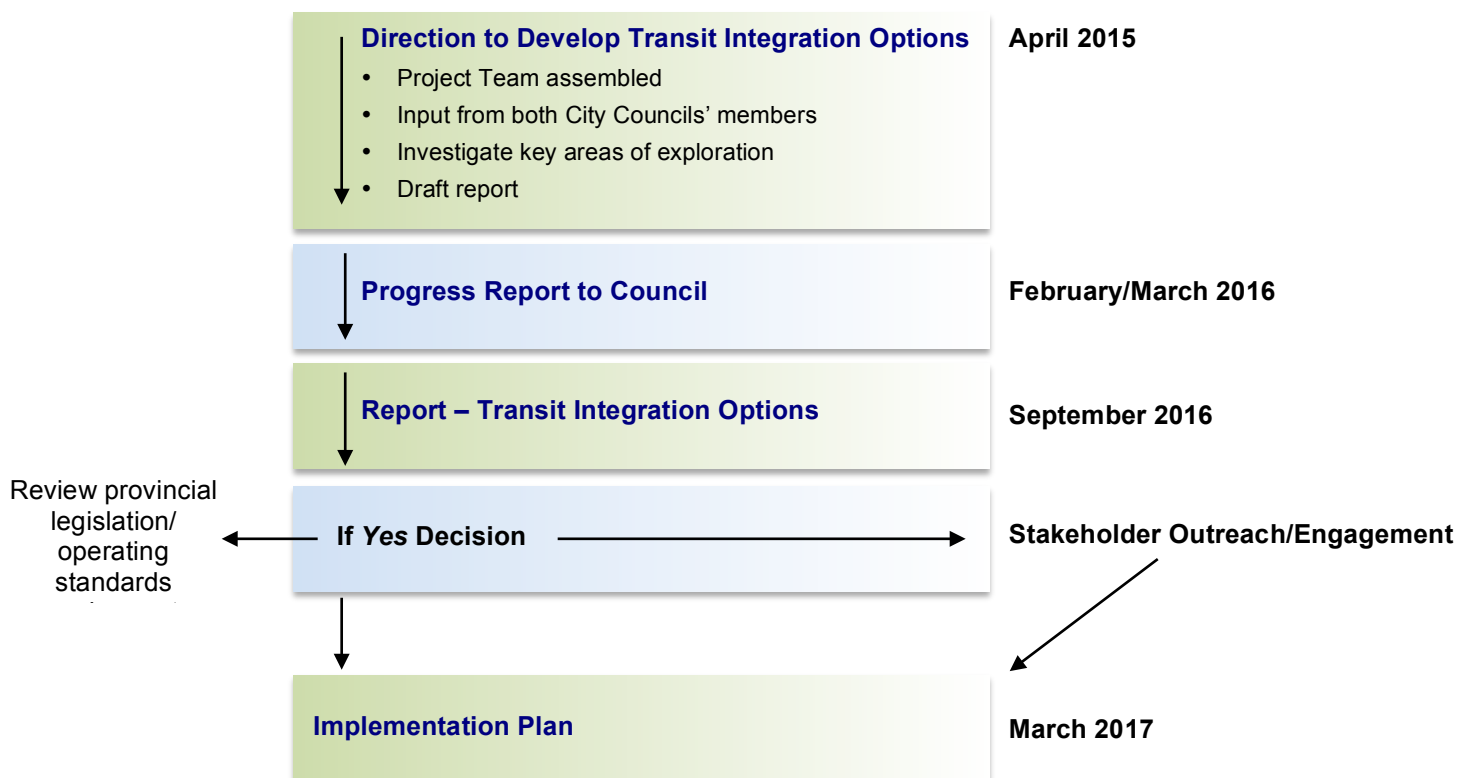 Direction to Develop Transit Integration Options
April 2015
• Project Team assembled
• Input from both City Councils’ members
• Investigate key areas of exploration
• Draft report
Progress Report to Council
February/March 2016
Report – Transit Integration Options
September 2016
Review provincial
legislation/
operating
standards
If Yes Decision
Stakeholder Outreach/Engagement
Implementation Plan
March 2017